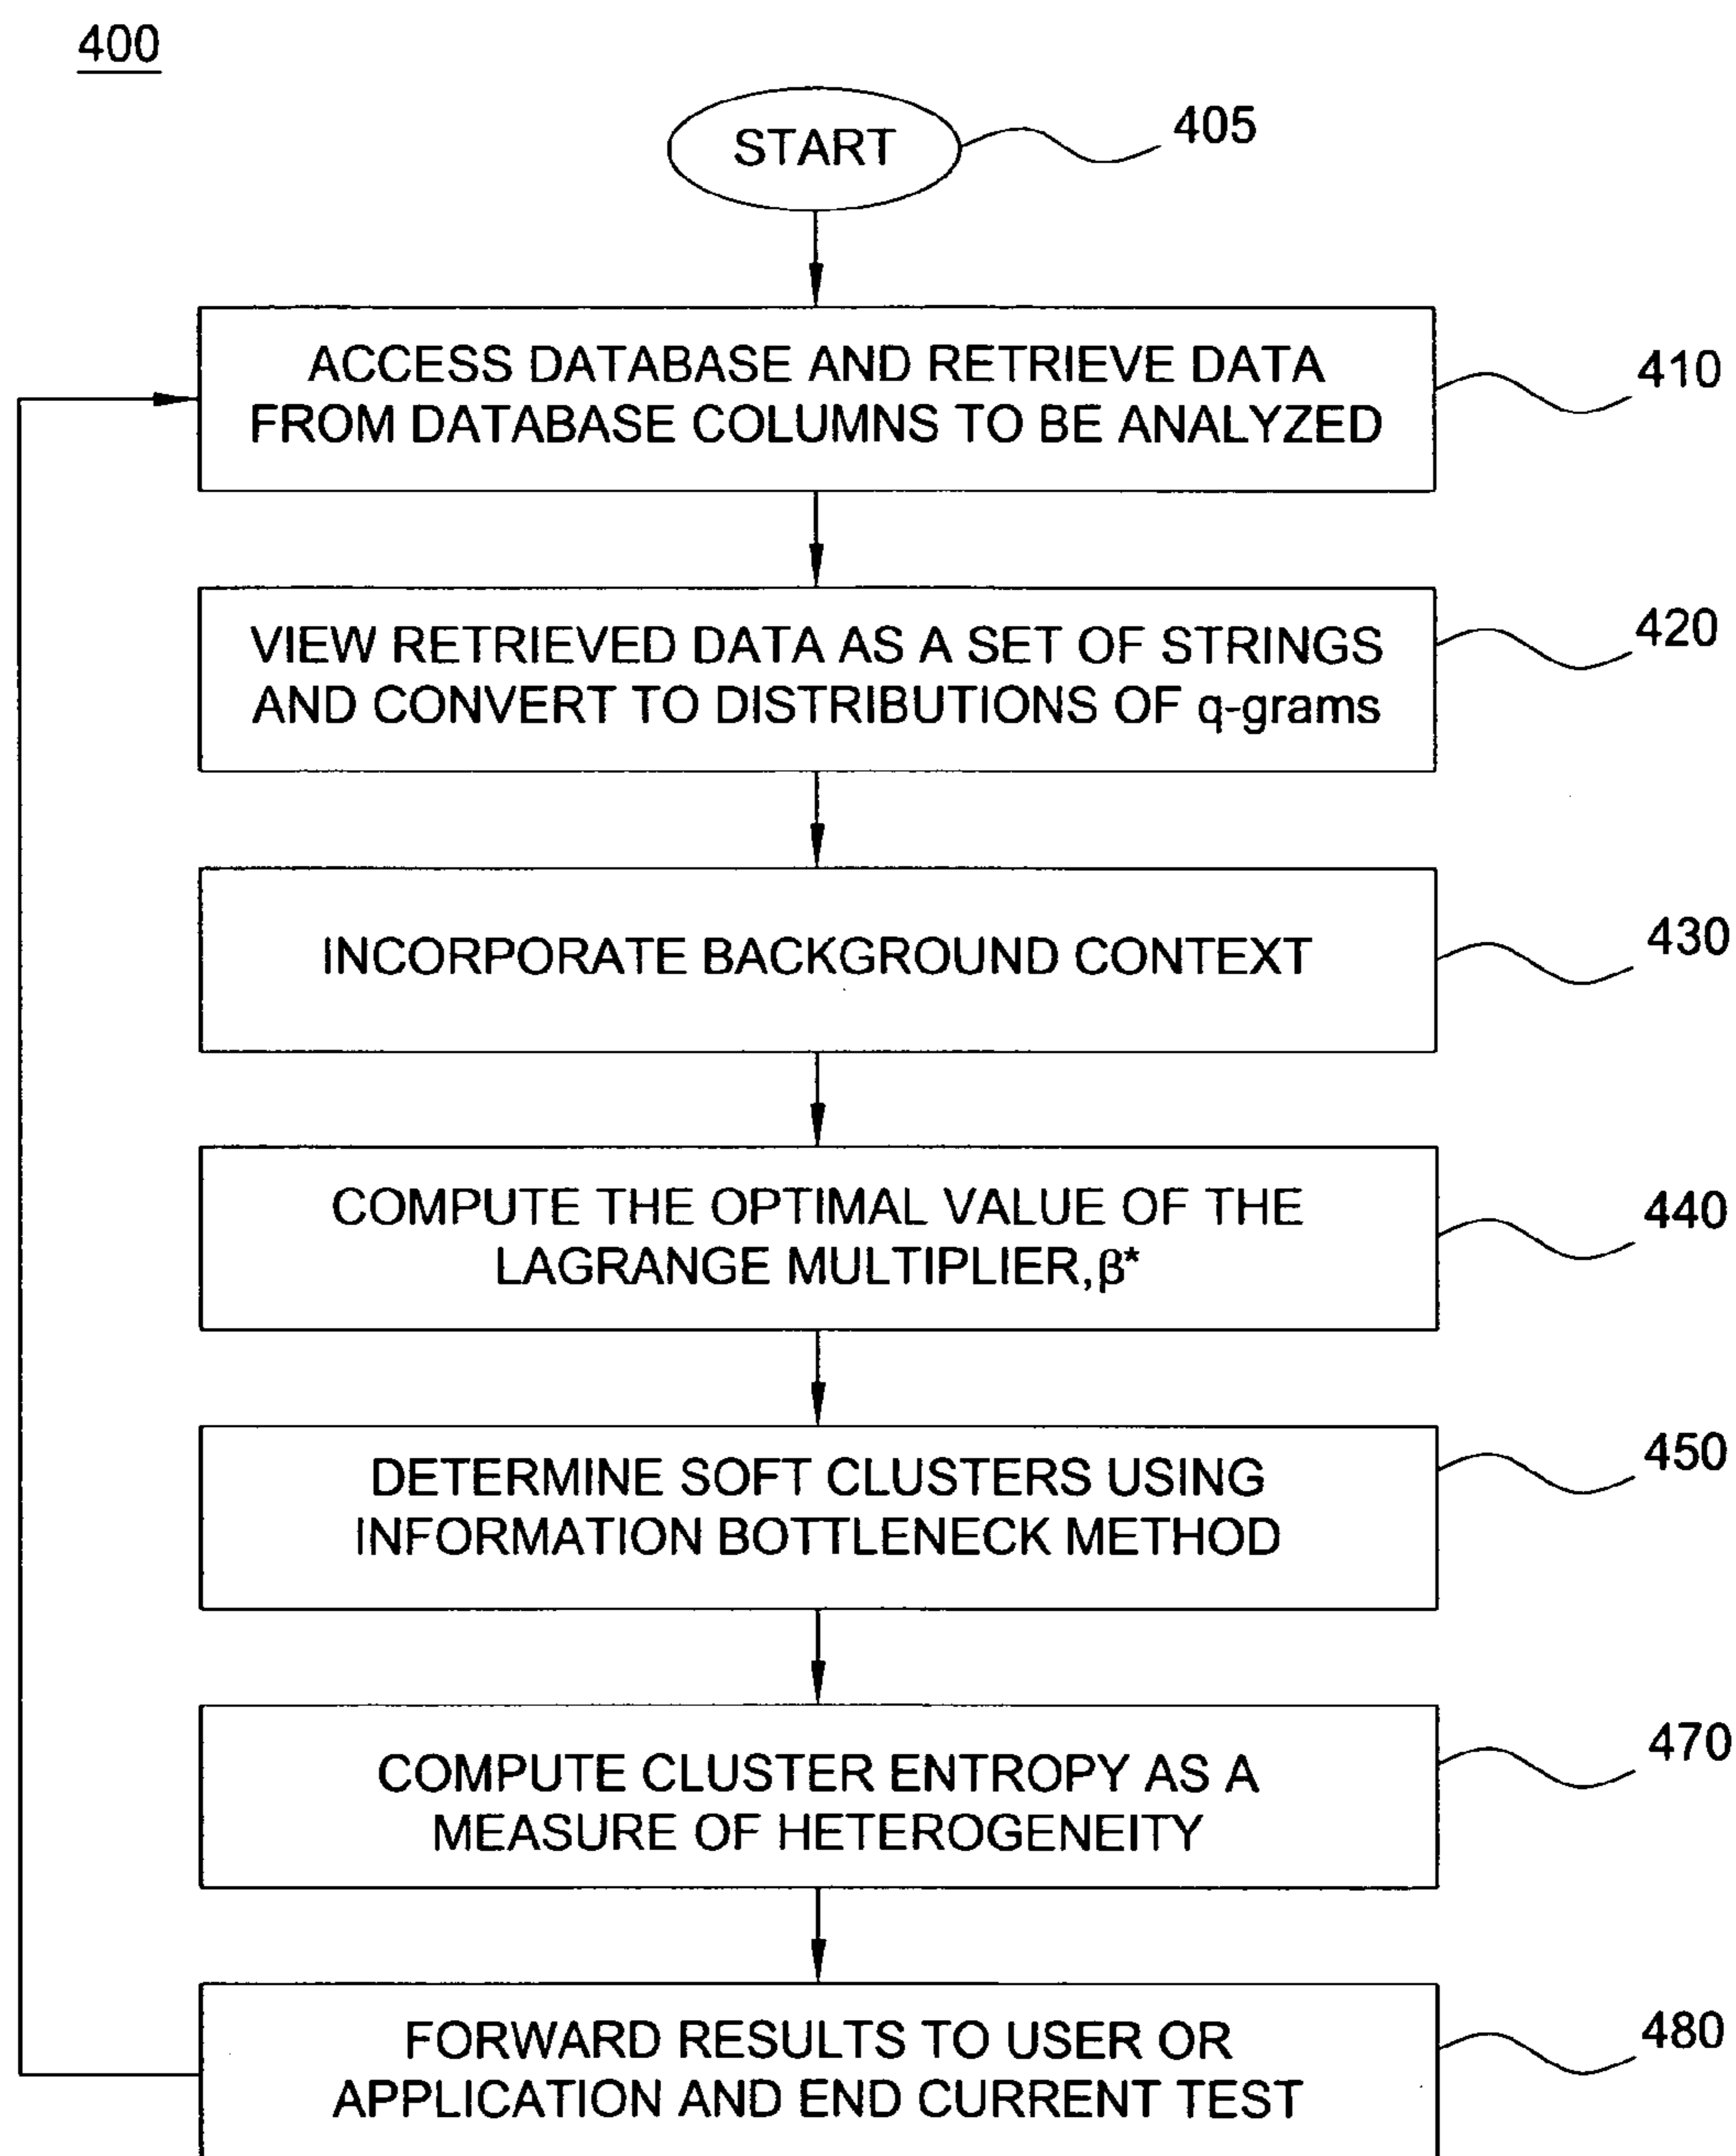 400
START
405
ACCESS DATABASE AND RETRIEVE DATA
FROM DATABASE COLUMNS TO BE ANALYZED
410
VIEW RETRIEVED DATA AS A SET OF STRINGS
AND CONVERT TO DISTRIBUTIONS OF q-grams
420
INCORPORATE BACKGROUND CONTEXT
430
COMPUTE THE OPTIMAL VALUE OF THE
LAGRANGE MULTIPLIER,β*
440
DETERMINE SOFT CLUSTERS USING
INFORMATION BOTTLENECK METHOD
450
COMPUTE CLUSTER ENTROPY AS A
MEASURE OF HETEROGENEITY
470
FORWARD RESULTS TO USER OR
APPLICATION AND END CURRENT TEST
480